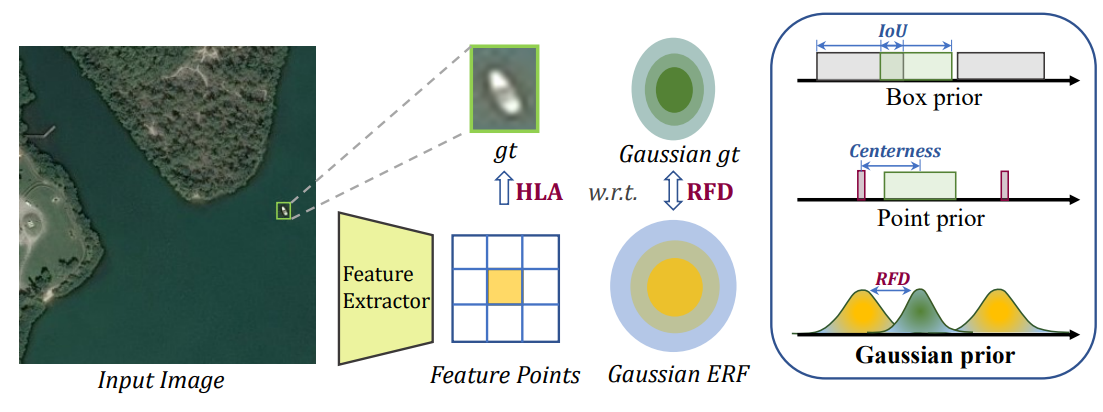 Input Image
gt
HLA
Feature
Extractor
Feature Points
Gaussian gt
w.r.t.
RFD
Gaussian ERF
IoU
Box prior
Centerness
Point prior
RFD
Gaussian prior